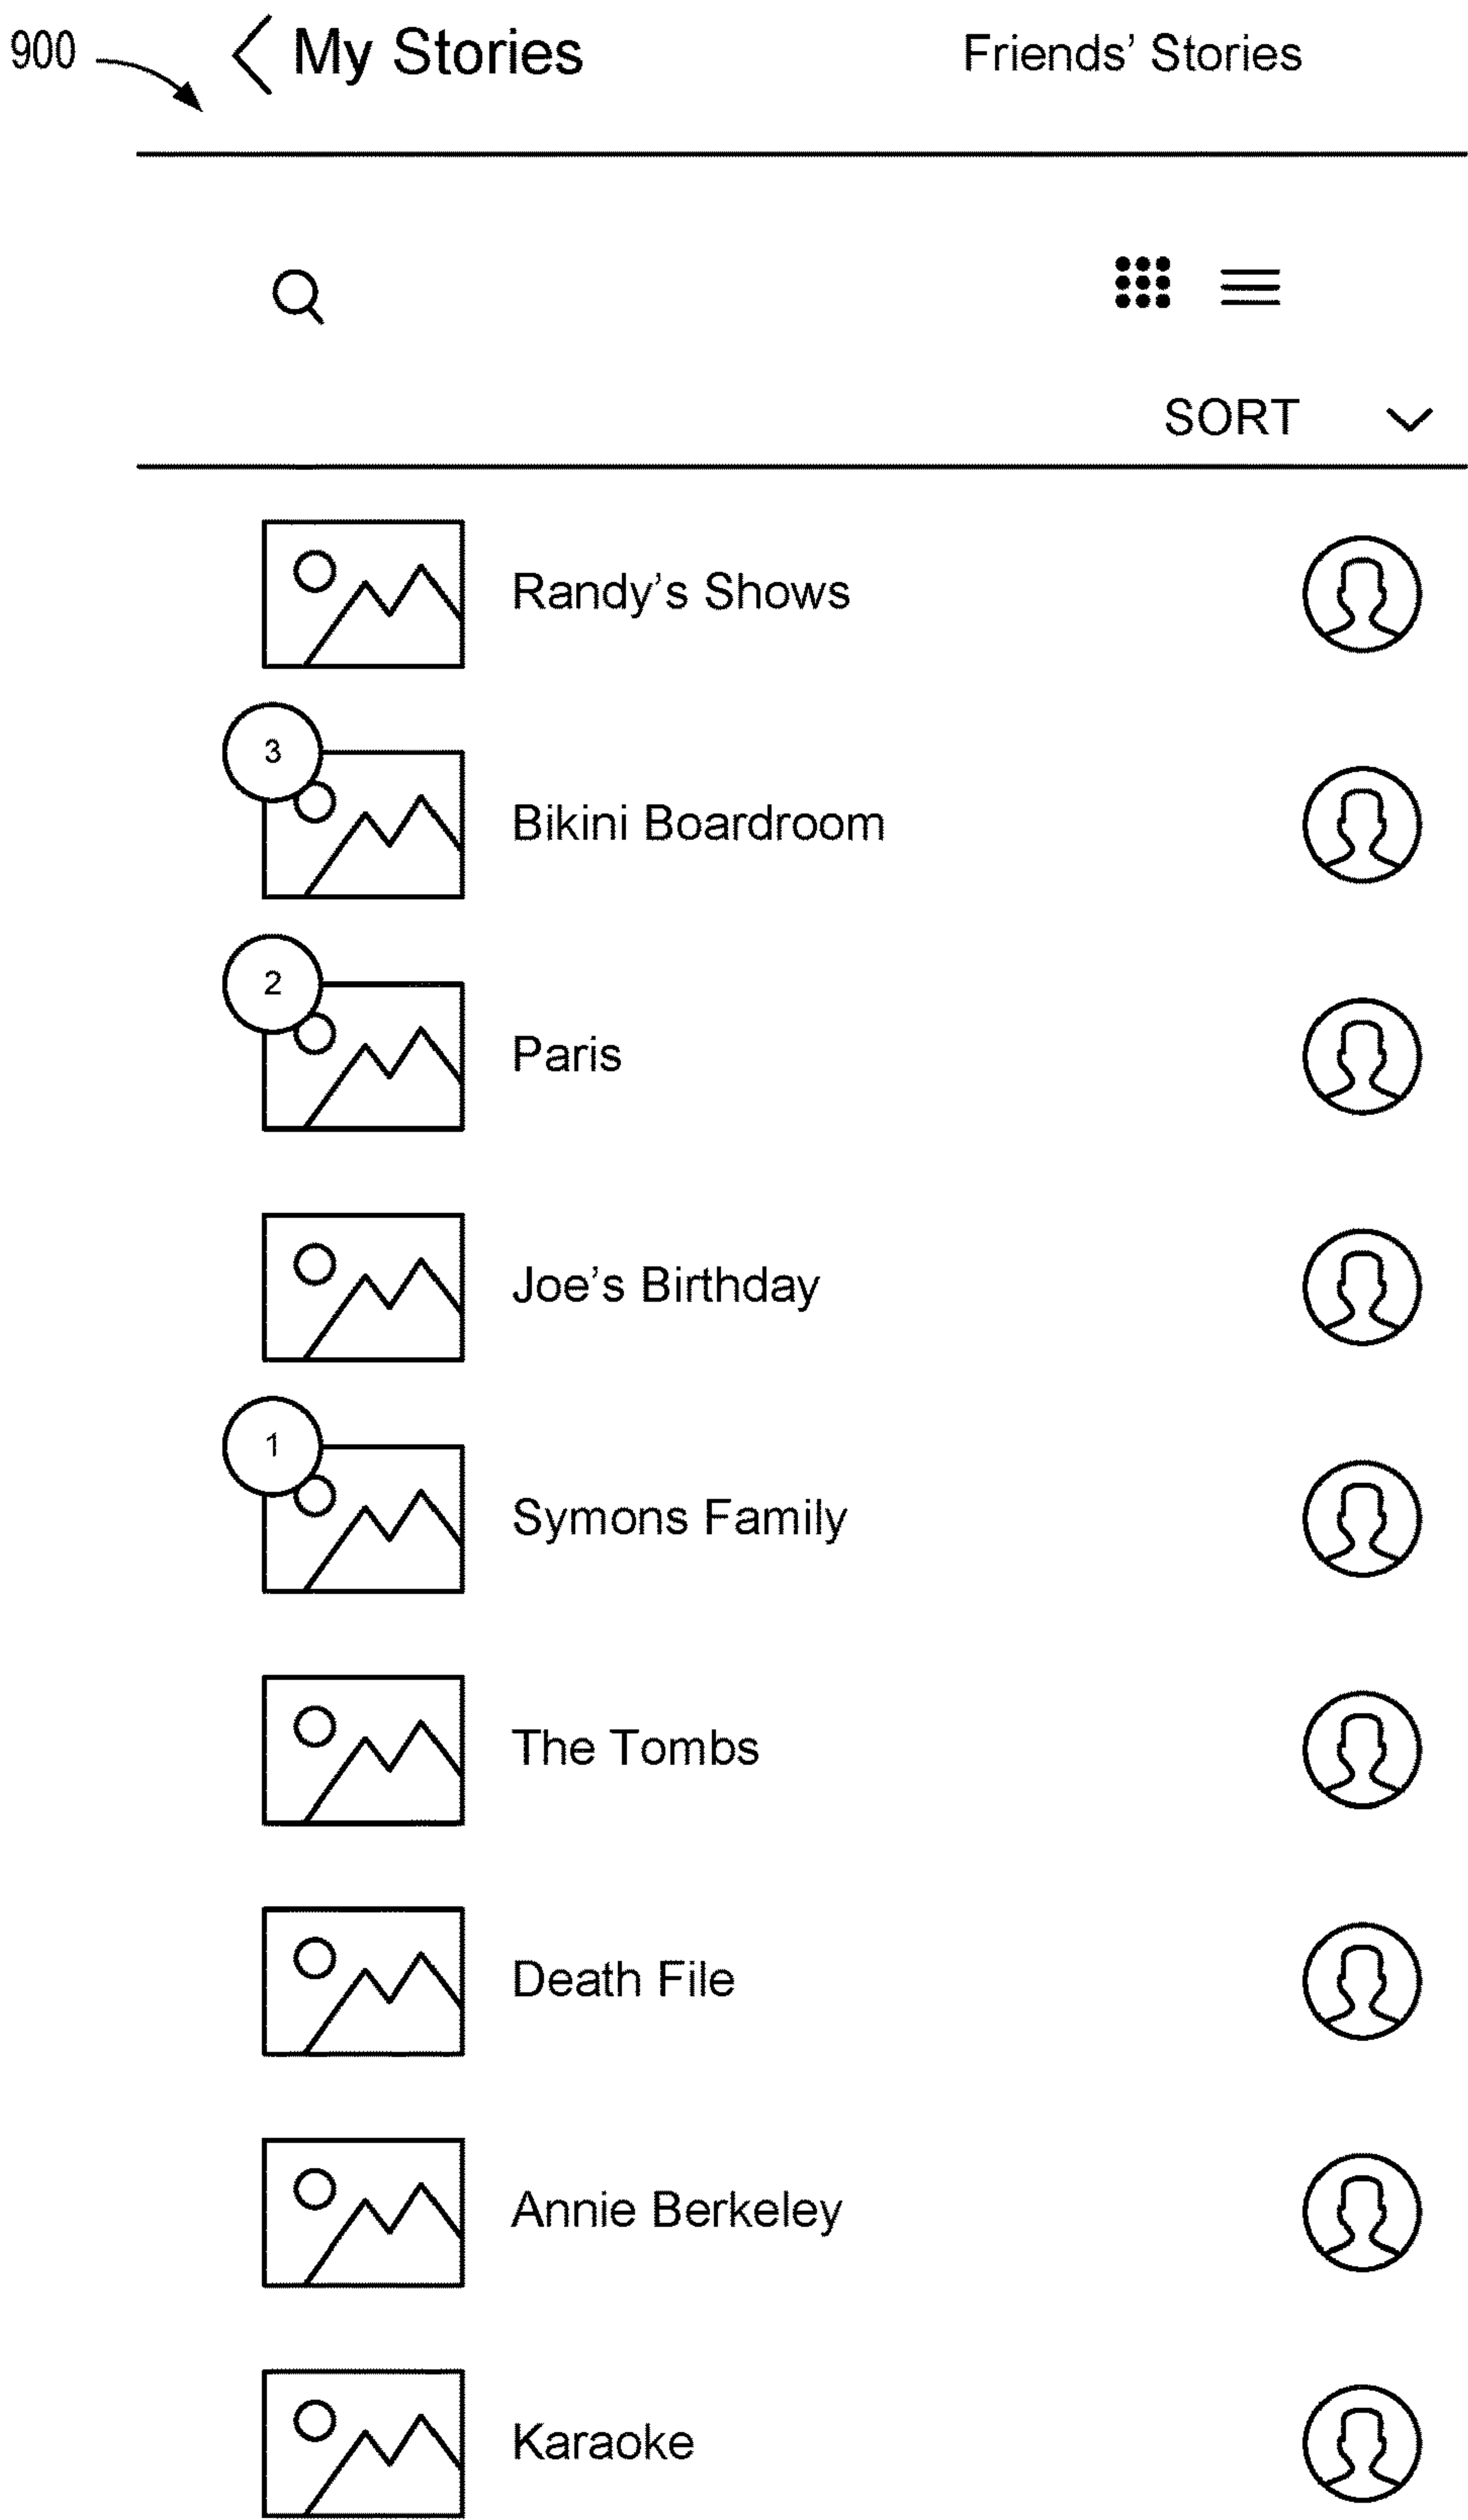 900
My Stories
Friends' Stories
SORT
Randy's Shows
3
Bikini Boardroom
2
Paris
Joe's Birthday
1
Symons Family
The Tombs
Death File
Annie Berkeley
Karaoke